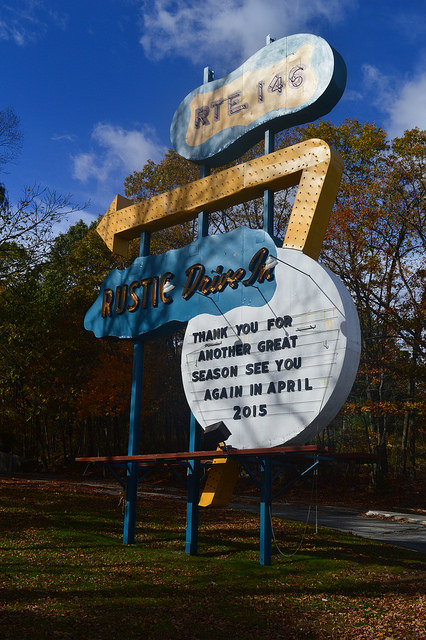 RTE. 146
RUSTIC Drive In
THANK YOU FOR
ANOTHER GREAT
SEASON SEE YOU
AGAIN IN APRIL
2015